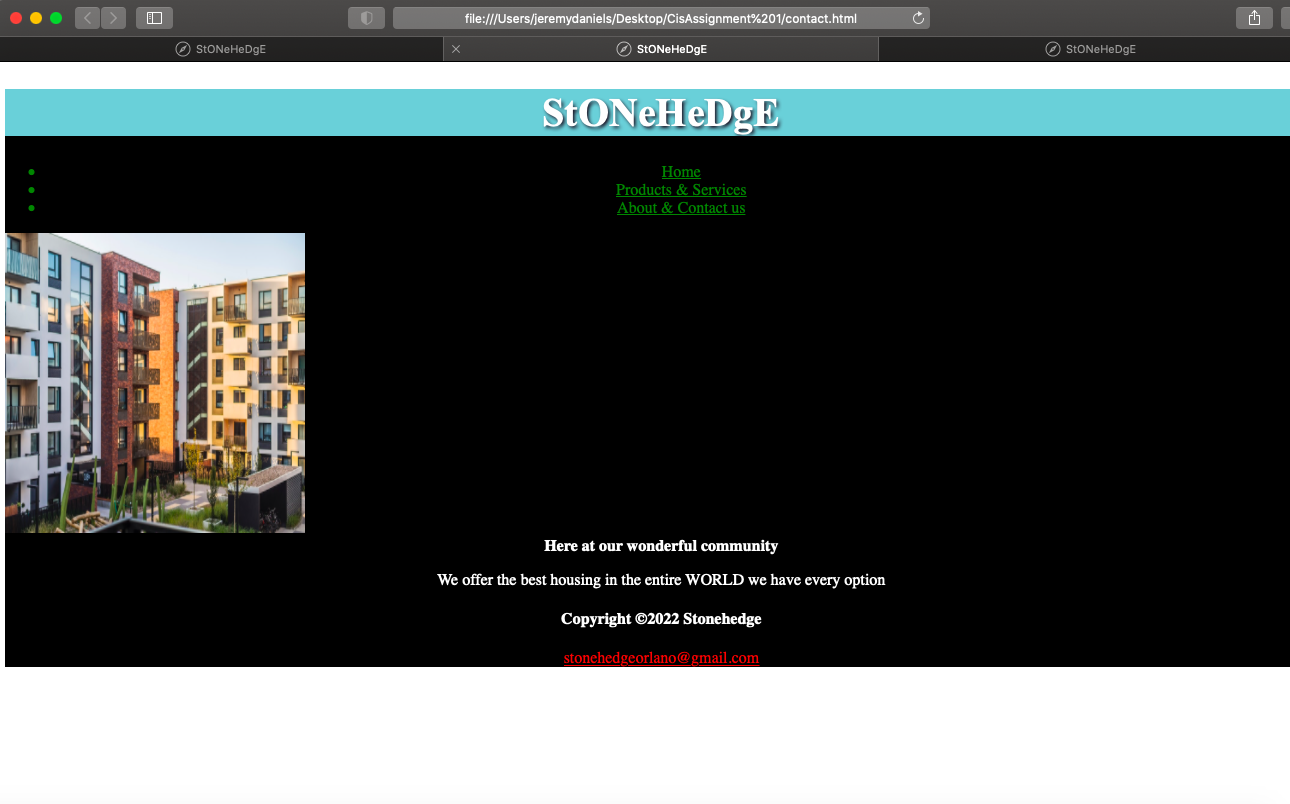 file:///Users/jeremydaniels/Desktop/CisAssignment%201/contact.html
StONeHeDgE
StONeHeDgE
StONeHeDgE
StONeHeDgE
Home
Products & Services
About & Contact us
Here at our wonderful community
We offer the best housing in the entire WORLD we have every option
Copyright ©2022 Stonehedge
stonehedgeorlano@gmail.com